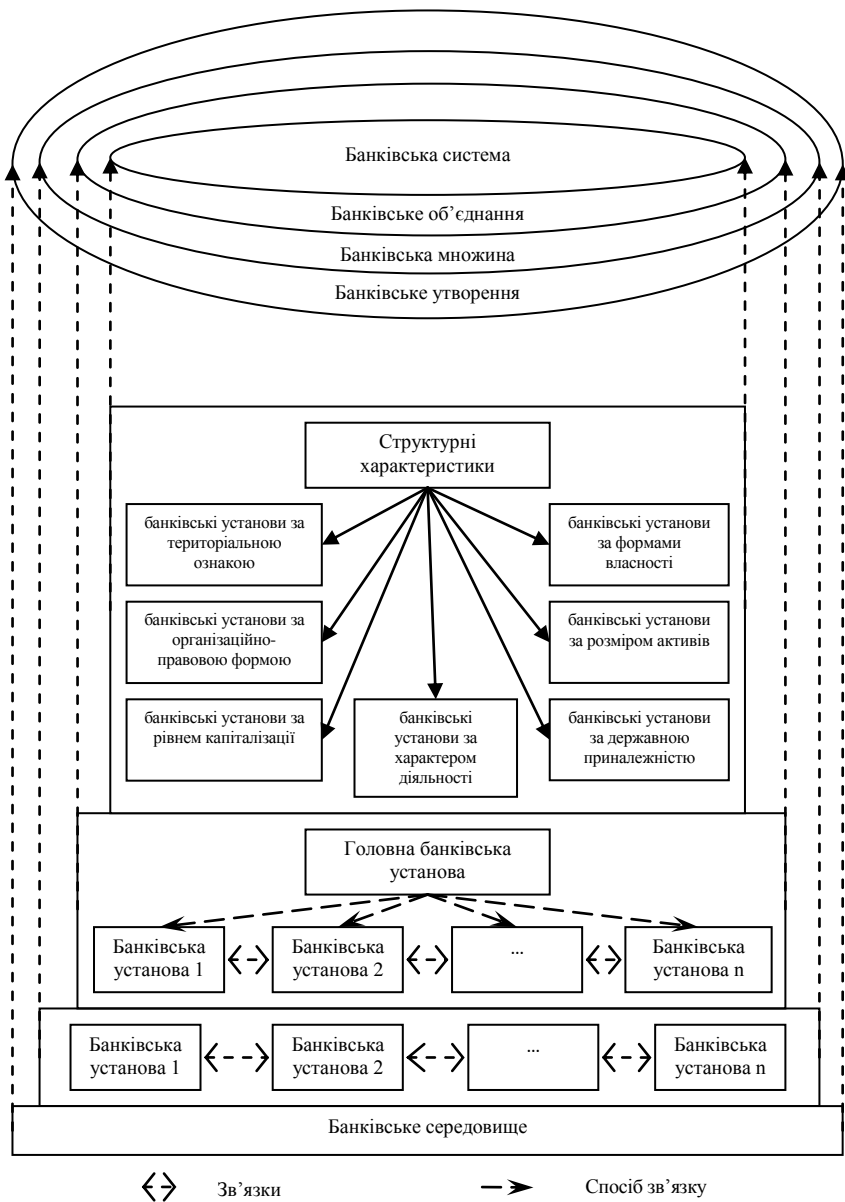 Банківська система
Банківське об’єднання
Банківська множина
Банківське утворення
Структурні
характеристики
банківські установи за
територіальною
ознакою
банківські установи
за формами
власності
банківські установи за
організаційно-
правовою формою
банківські установи
за розміром активів
банківські установи за
рівнем капіталізації
банківські
установи за
характером
діяльності
банківські установи
за державною
приналежністю
Головна банківська
установа
Банківська
установа 1
Банківська
установа 2
...
Банківська
установа n
Банківська
установа 1
Банківська
установа 2
...
Банківська
установа n
Банківське середовище
Зв’язки
Спосіб зв’язку